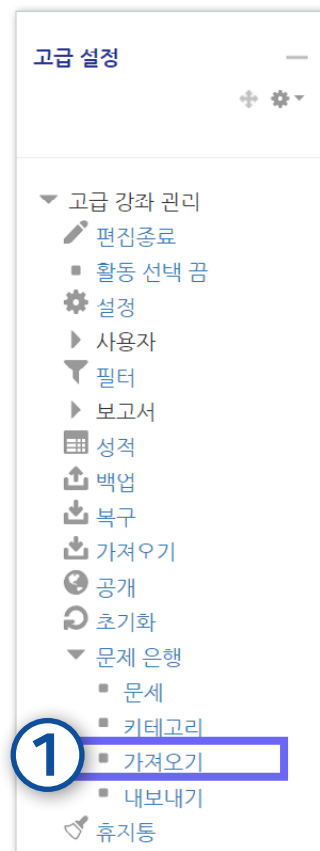 고급 설정
고급 강좌 관리
편진종료
활동 선택 끔
설정
사용자
필터
보고서
성적
백업
복구
가져오기
공개
초기화
문제 은행
문세
키테고리
1
가져오기
내보내기
휴지통